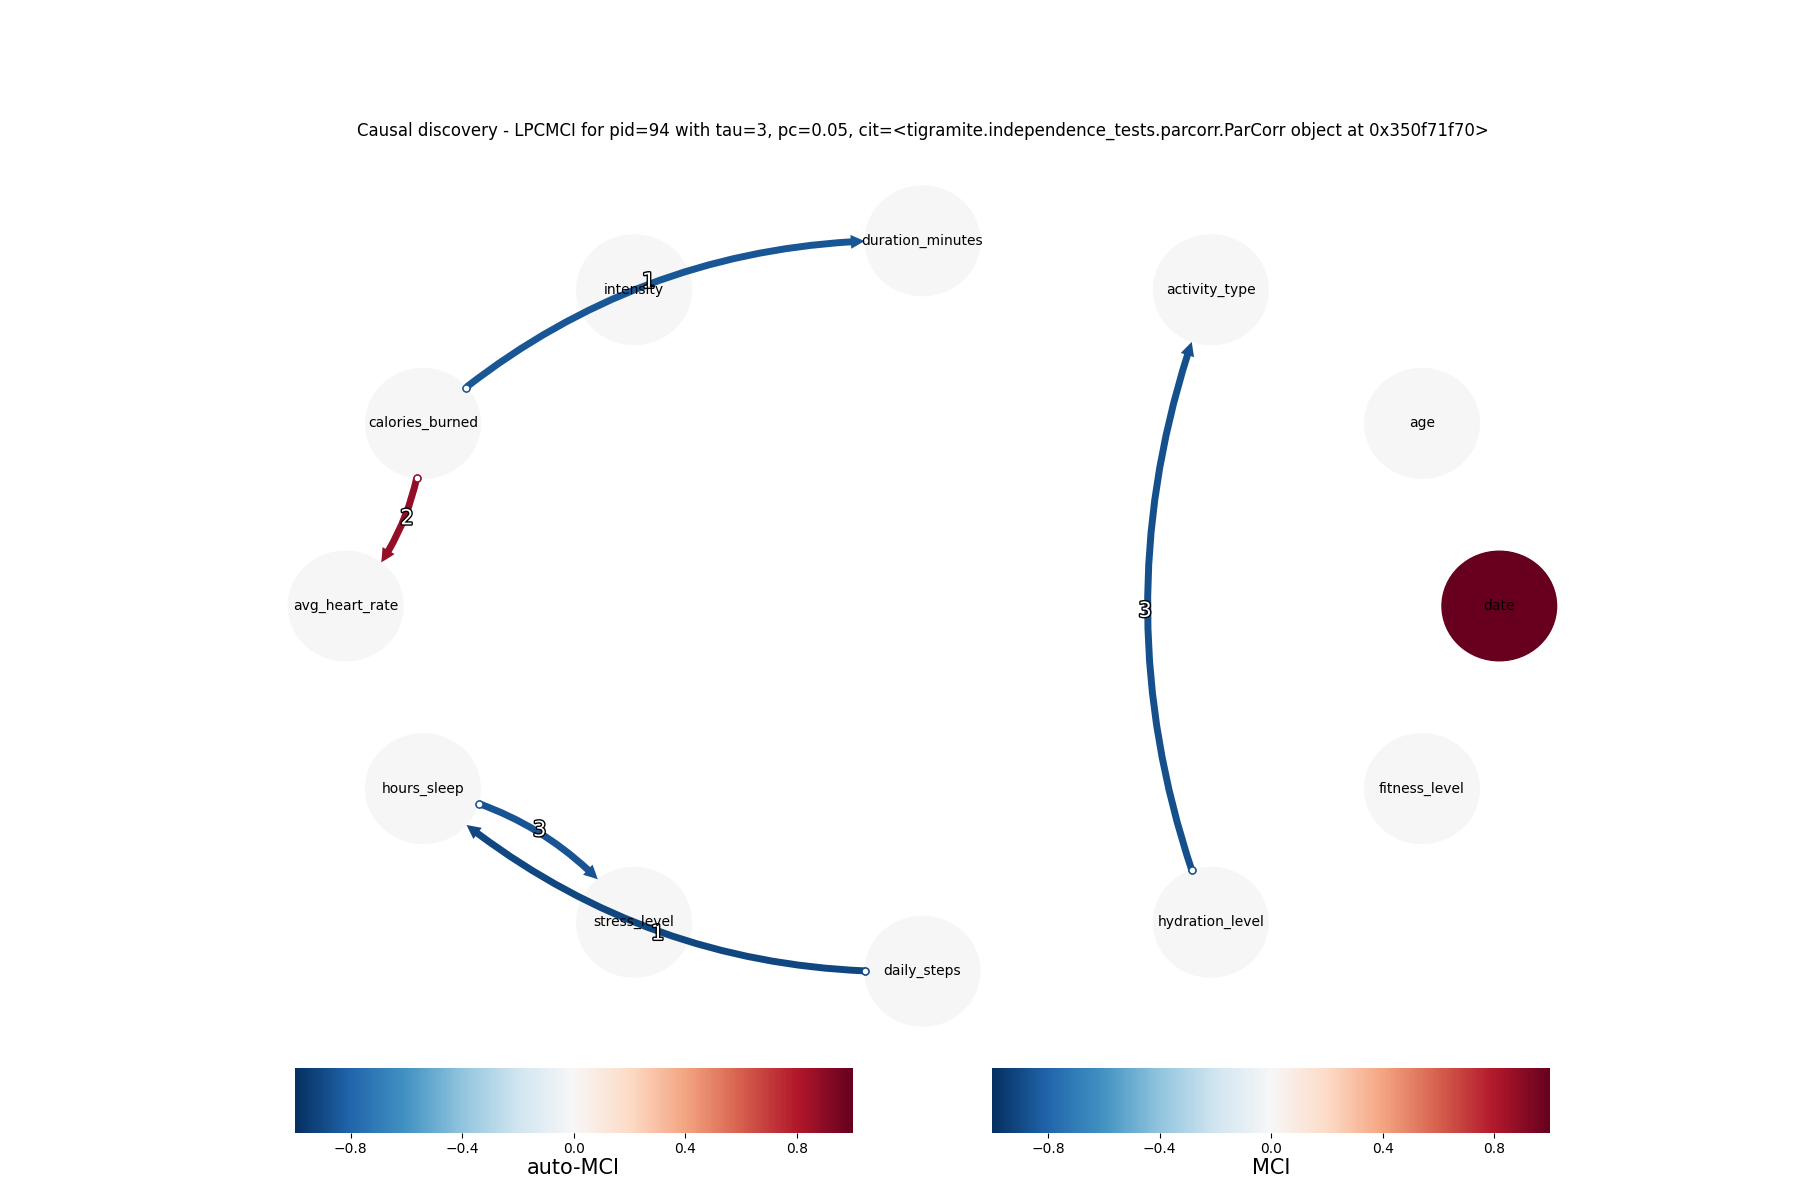 Causal discovery - LPCMCI for pid=94 with tau=3, pc=0.05, cit=<tigramite.independence_tests.parcorr.ParCorr object at 0x350f71f70>
duration_minutes
intensity
1
activity_type
calories_burned
age
2
avg_heart_rate
3
date
hours_sleep
fitness_level
3
stress_level
1
hydration_level
daily_steps
−0.8 −0.4 0.0 0.4 0.8
auto-MCI
−0.8 −0.4 0.0 0.4 0.8
MCI